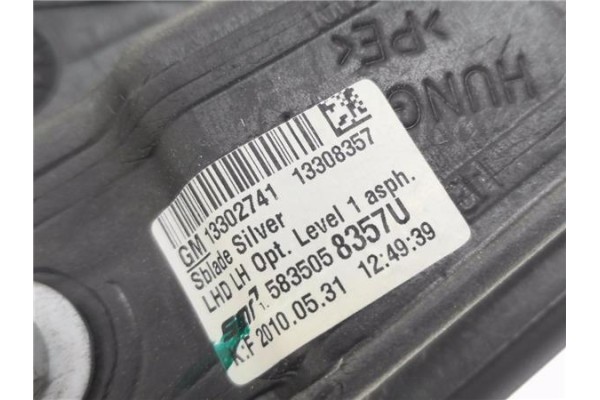 >PE<
HUNG
GM 13302741 13308357
Sblade Silver
LHD LH Opt. Level 1 asph.
1. 583505 8357U
K:F 2010.05.31 12:49:39